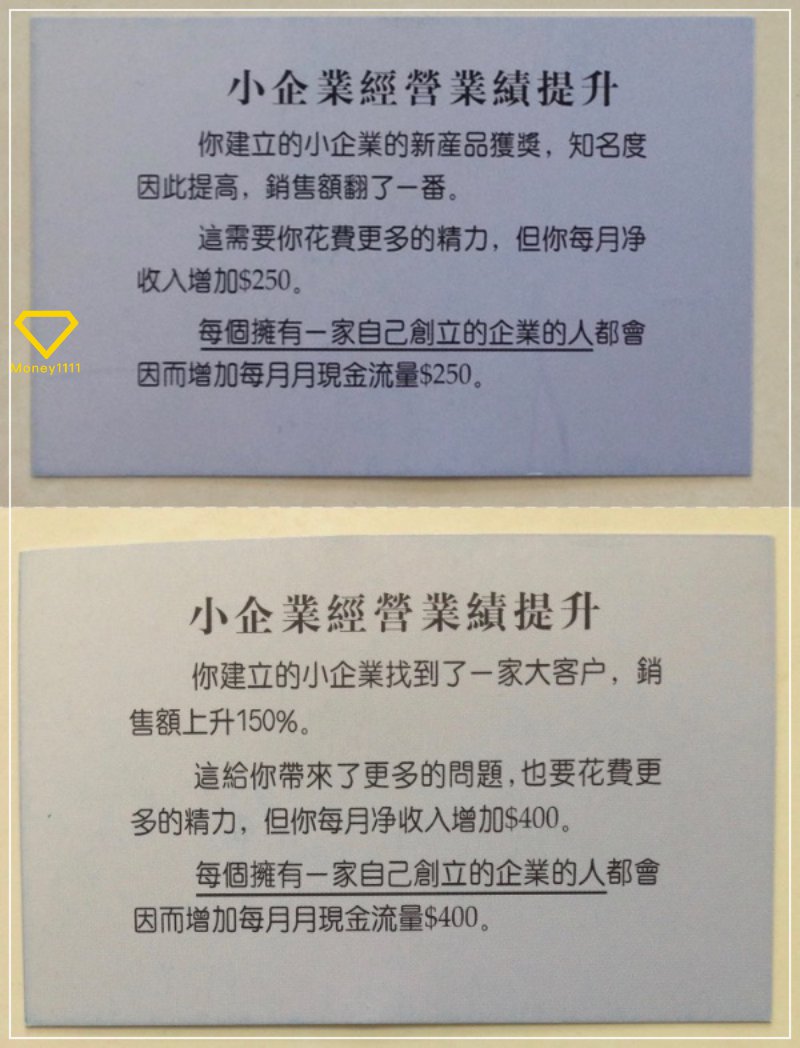 小企業經營業績提升
你建立的小企業的新産品獲獎，知名度
因此提高，銷售額翻了一番。
這需要你花費更多的精力，但你每月净
收入增加$250。
每個擁有一家自己創立的企業的人都會
因而增加每月月現金流量$250。
Money1111
小企業經營業績提升
你建立的小企業找到了一家大客户，銷
售額上升150%。
這給你帶來了更多的問題，也要花費更
多的精力，但你每月净收入增加$400。
每個擁有一家自己創立的企業的人都會
因而增加每月月現金流量$400。